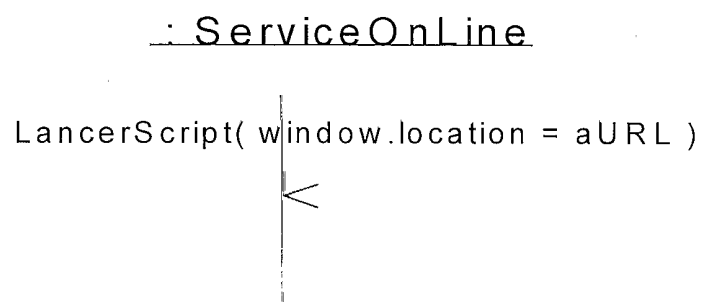 : ServiceOnLine
LancerScript( window.location = aURL )